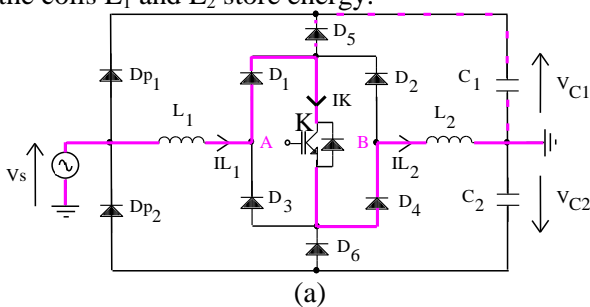 the coils L1 and L2 store energy.
D5
Dp1
D1
D2
C1
VC1
IK
K
L1
A
B
L2
IL1
IL2
Vs
D3
D4
C2
VC2
Dp2
D6
(a)